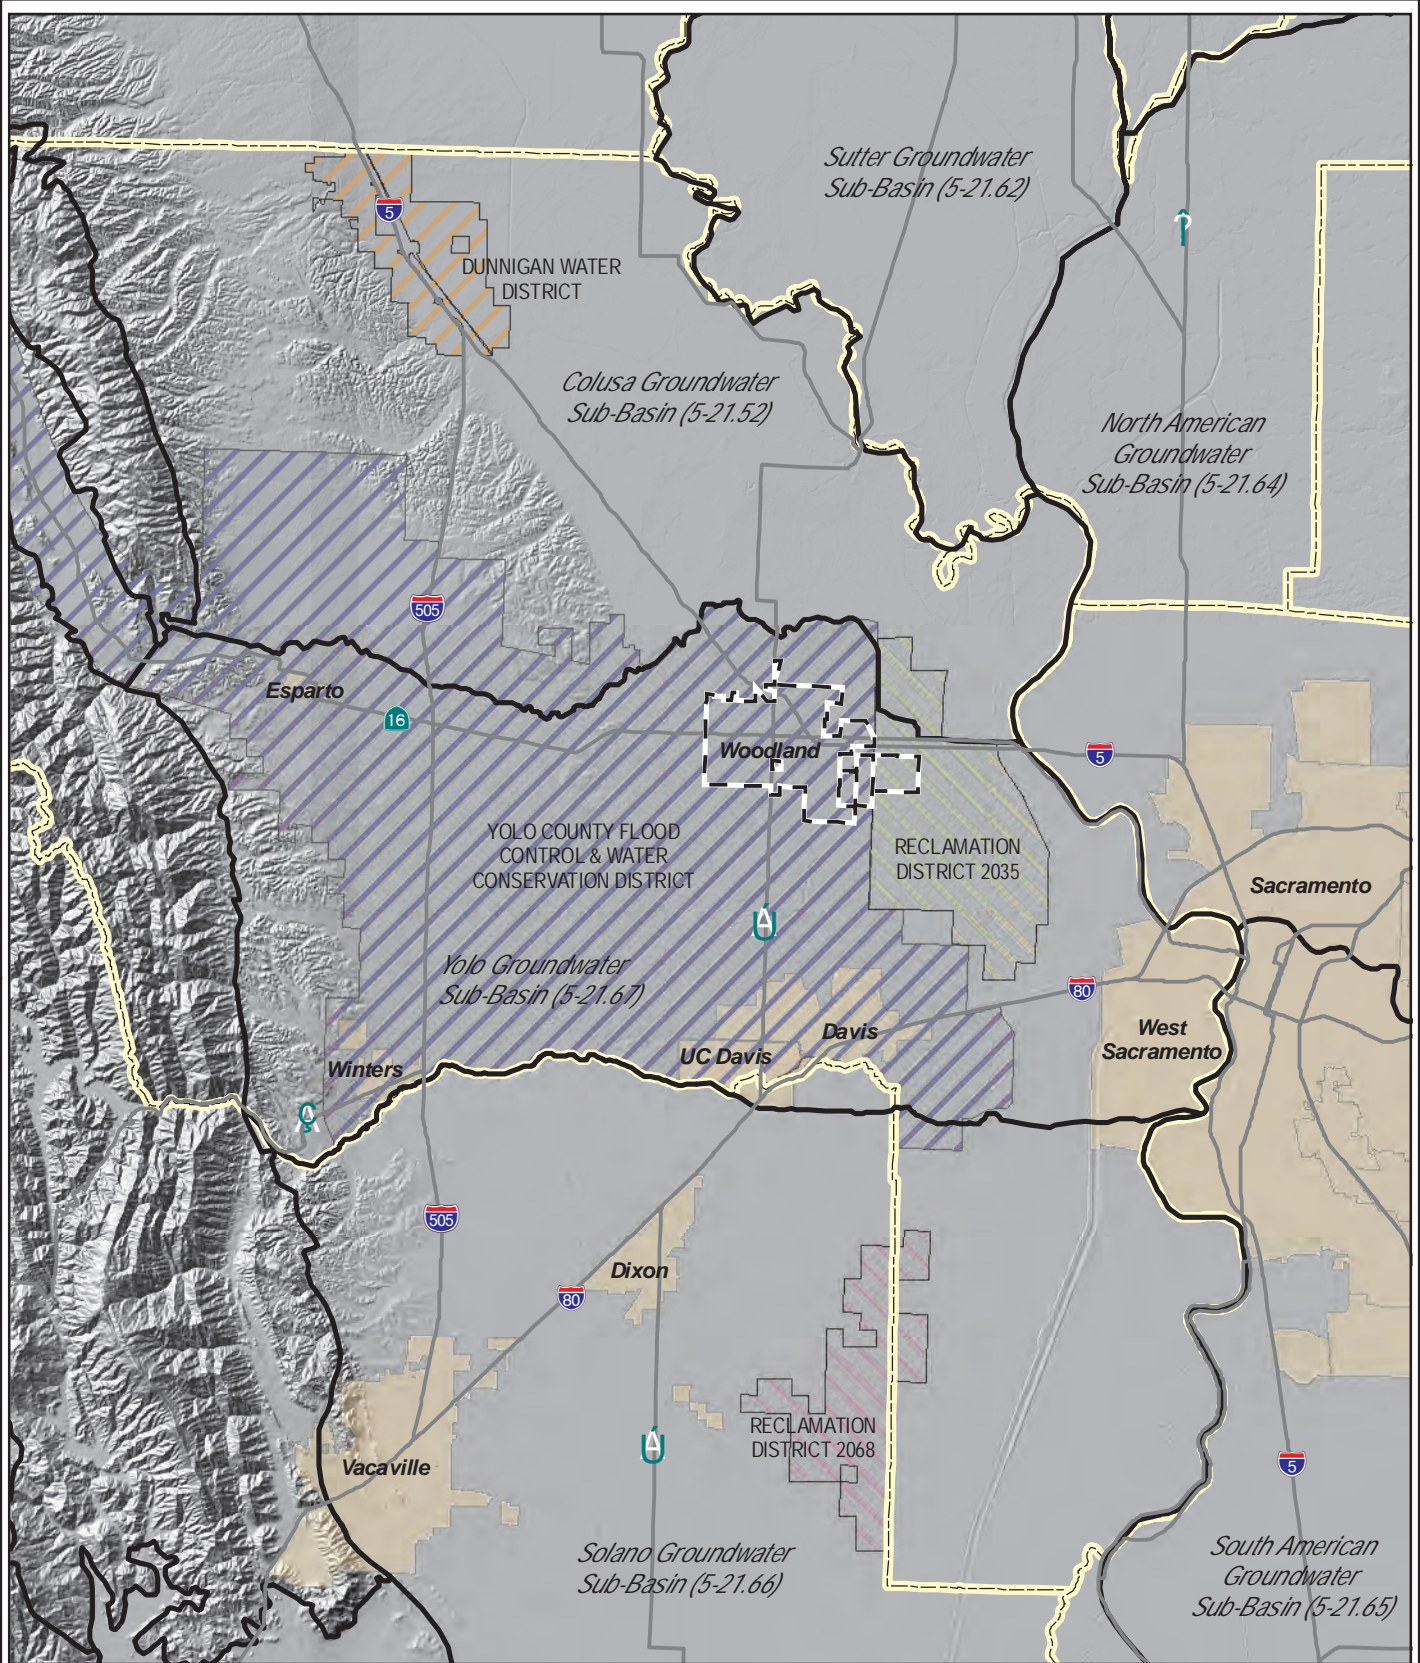 Sutter Groundwater
Sub-Basin (5-21.62)
5
DUNNIGAN WATER
DISTRICT
Colusa Groundwater
Sub-Basin (5-21.52)
North American
Groundwater
Sub-Basin (5-21.64)
505
Esparto
16
Woodland
5
YOLO COUNTY FLOOD
CONTROL & WATER
CONSERVATION DISTRICT
RECLAMATION
DISTRICT 2035
Sacramento
Yolo Groundwater
Sub-Basin (5-21.67)
80
Davis
West
Sacramento
UC Davis
Winters
505
Dixon
80
RECLAMATION
DISTRICT 2068
Vacaville
5
Solano Groundwater
Sub-Basin (5-21.66)
South American
Groundwater
Sub-Basin (5-21.65)